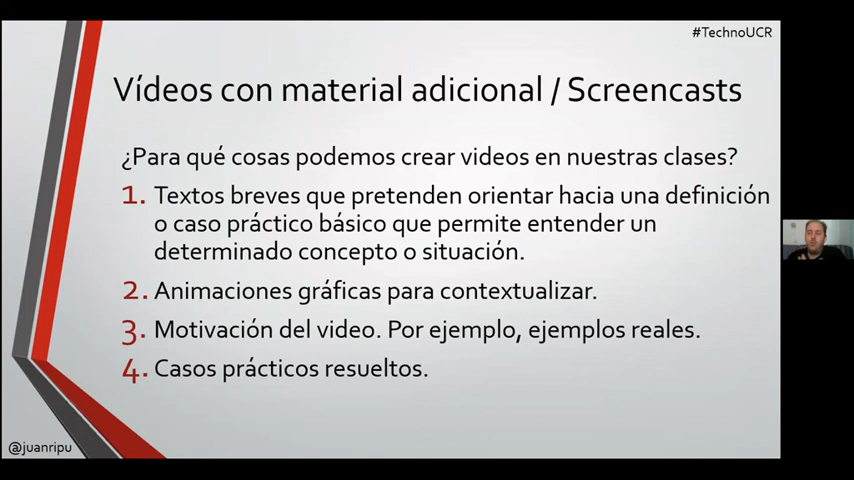 #TechnoUCR
Vídeos con material adicional / Screencasts
¿Para qué cosas podemos crear videos en nuestras clases?
1. Textos breves que pretenden orientar hacia una definición
o caso práctico básico que permite entender un
determinado concepto o situación.
2. Animaciones gráficas para contextualizar.
3. Motivación del video. Por ejemplo, ejemplos reales.
4. Casos prácticos resueltos.
@juanripu